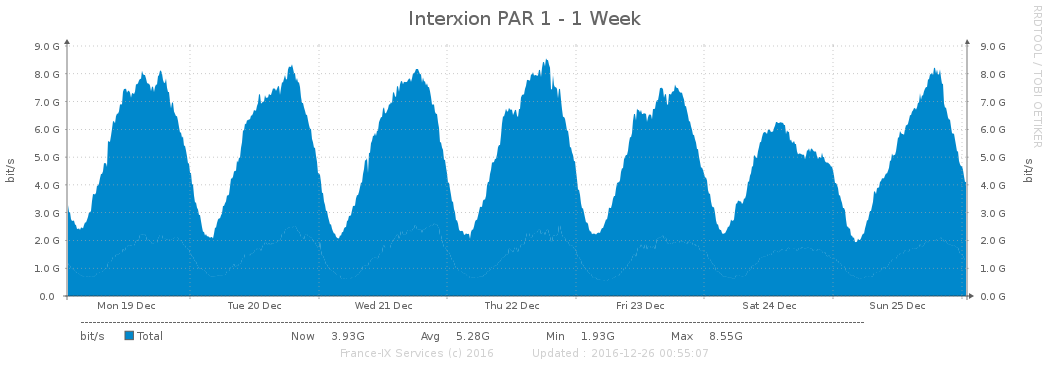 Interxion PAR 1 - 1 Week
RRDTOOL / TOBI OETIKER
bit/s
9.0 G
8.0 G
7.0 G
6.0 G
5.0 G
4.0 G
3.0 G
2.0 G
1.0 G
0.0
9.0 G
8.0 G
7.0 G
6.0 G
5.0 G
4.0 G
3.0 G
2.0 G
1.0 G
0.0 G
bit/s
Mon 19 Dec Tue 20 Dec Wed 21 Dec Thu 22 Dec Fri 23 Dec Sat 24 Dec Sun 25 Dec
bit/s Total Now 3.93G Avg 5.28G Min 1.93G Max 8.55G
France-IX Services (c) 2016 Updated : 2016-12-26 00:55:07